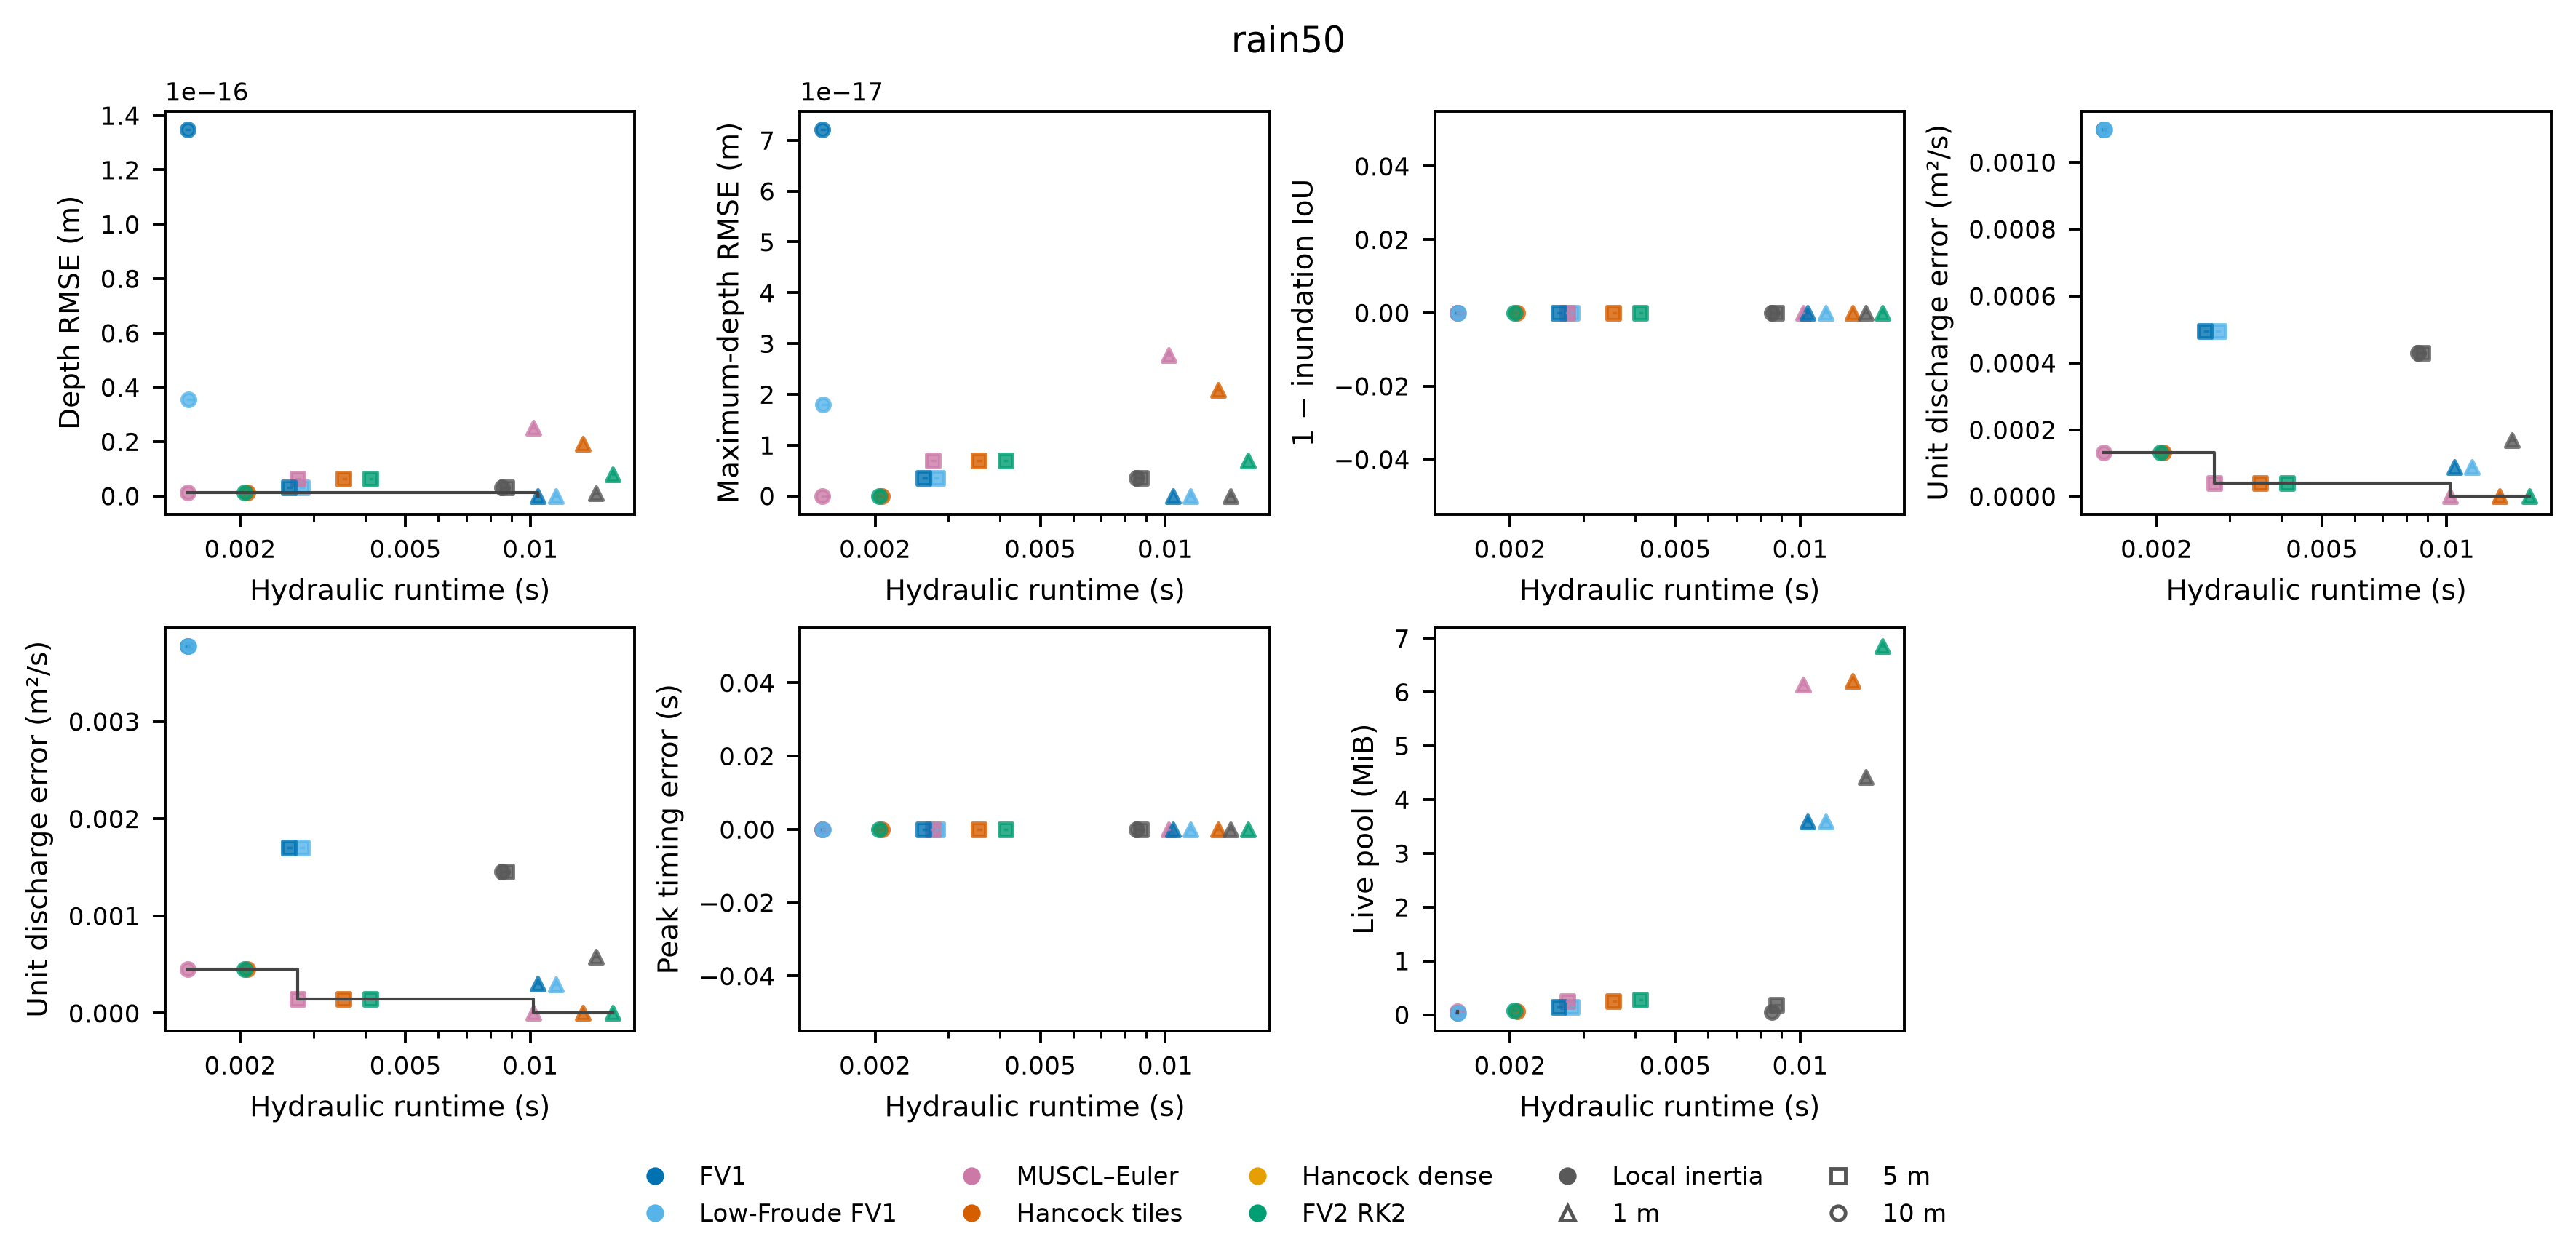 rain50
1e−16
1.4
1.2
1.0
0.8
0.6
0.4
0.2
0.0
Depth RMSE (m)
0.002
0.005
0.01
Hydraulic runtime (s)
1e−17
7
6
5
4
3
2
1
0
Maximum-depth RMSE (m)
0.002
0.005
0.01
Hydraulic runtime (s)
0.04
0.02
0.00
−0.02
−0.04
1 − inundation IoU
0.002
0.005
0.01
Hydraulic runtime (s)
0.0010
0.0008
0.0006
0.0004
0.0002
0.0000
Unit discharge error (m²/s)
0.002
0.005
0.01
Hydraulic runtime (s)
0.003
0.002
0.001
0.000
Unit discharge error (m²/s)
0.002
0.005
0.01
Hydraulic runtime (s)
0.04
0.02
0.00
−0.02
−0.04
Peak timing error (s)
0.002
0.005
0.01
Hydraulic runtime (s)
7
6
5
4
3
2
1
0
Live pool (MiB)
0.002
0.005
0.01
Hydraulic runtime (s)
FV1
Low-Froude FV1
MUSCL–Euler
Hancock tiles
Hancock dense
FV2 RK2
Local inertia
1 m
5 m
10 m